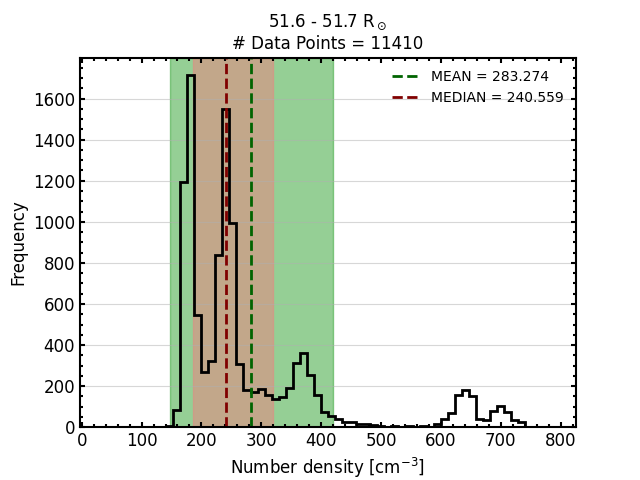 51.6 - 51.7 R⊙
# Data Points = 11410
MEAN = 283.274
MEDIAN = 240.559
1600
1400
1200
1000
800
600
400
200
0
Frequency
0 100 200 300 400 500 600 700 800
Number density [cm⁻³]